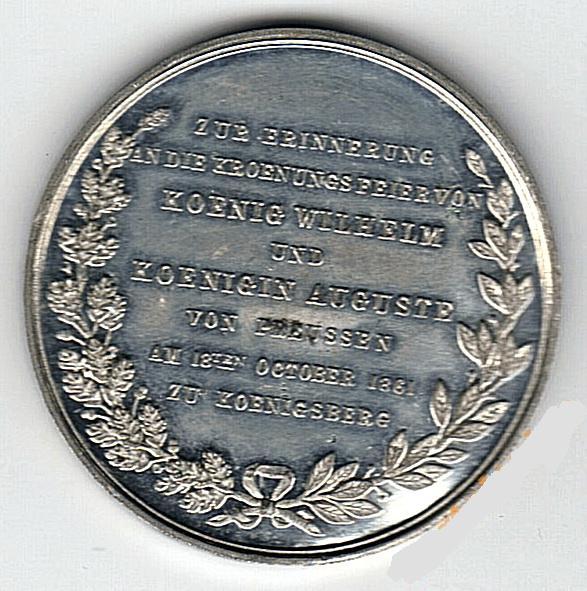 ZUR ERINNERUNG
AN DIE KROENUNGSFEIER VON
KOENIG WILHELM
UND
KOENIGIN AUGUSTE
VON PREUSSEN
AM 18TEN OCTOBER 1861
ZU KOENIGSBERG